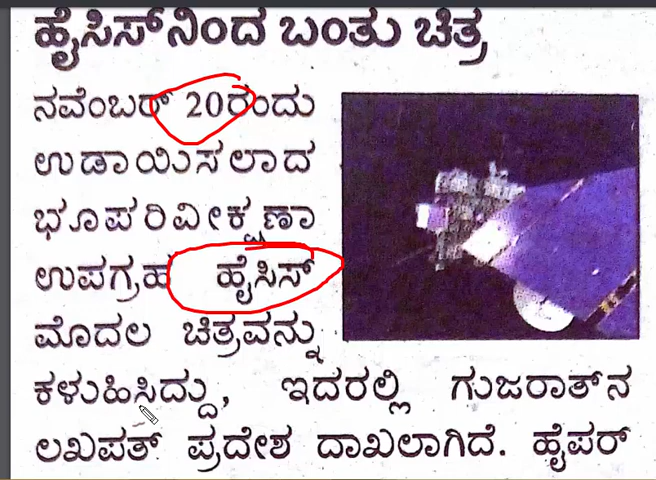 ಹೈಸಿಸ್‌ನಿಂದ ಬಂತು ಚಿತ್ರ
ನವೆಂಬರ್ 20ರಂದು
ಉಡಾಯಿಸಲಾದ
ಭೂಪರಿವೀಕ್ಷಣಾ
ಉಪಗ್ರಹ ಹೈಸಿಸ್
ಮೊದಲ ಚಿತ್ರವನ್ನು
ಕಳುಹಿಸಿದ್ದು, ಇದರಲ್ಲಿ ಗುಜರಾತ್‌ನ
ಲಖಪತ್ ಪ್ರದೇಶ ದಾಖಲಾಗಿದೆ. ಹೈಪರ್